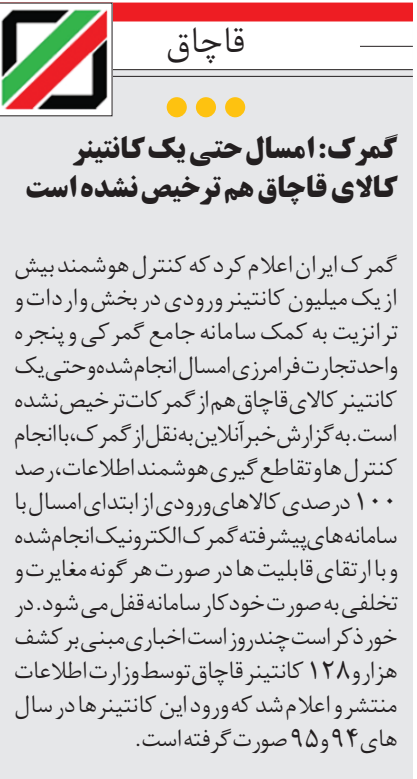 قاچاق
گمرک: امسال حتی یک کانتینر
کالای قاچاق هم ترخیص نشده است
گمرک ایران اعلام کرد که کنترل هوشمند بیش
از یک میلیون کانتینر ورودی در بخش واردات و
ترانزیت به کمک سامانه جامع گمرکی و پنجره
واحد تجارت فرامرزی امسال انجام شده و حتی یک
کانتینر کالای قاچاق هم از گمرکات ترخیص نشده
است. به گزارش خبرآنلاین به نقل از گمرک، با انجام
کنترل ها و تقاطع گیری هوشمند اطلاعات، رصد
۱۰۰ درصدی کالاهای ورودی از ابتدای امسال با
سامانه های پیشرفته گمرک الکترونیک انجام شده
و با ارتقای قابلیت ها در صورت هر گونه مغایرت و
تخلفی به صورت خودکار سامانه قفل می شود. در
خور ذکر است چند روز است اخباری مبنی بر کشف
هزار و ۱۲۸ کانتینر قاچاق توسط وزارت اطلاعات
منتشر و اعلام شد که ورود این کانتینر ها در سال
های ۹۴ و ۹۵ صورت گرفته است.